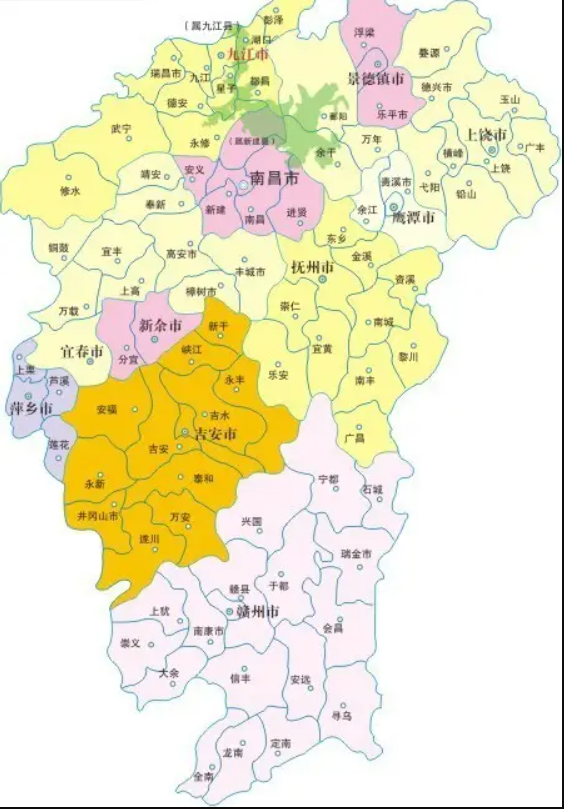 彭泽
（属九江县）
湖口
浮梁
九江市
婺源
瑞昌市
九江
景德镇市
星子
都昌
德兴市
德安
乐平市
玉山
鄱阳
武宁
上饶市
永修
（属新建县）
万年
广丰
余干
横峰
上饶
靖安
安义
南昌市
贵溪市
弋阳
铅山
修水
奉新
新建
南昌
进贤
余江
鹰潭市
东乡
铜鼓
宜丰
高安市
金溪
丰城市
抚州市
资溪
上高
樟树市
万载
崇仁
新余市
新干
南城
宜春市
分宜
峡江
宜黄
黎川
上栗
芦溪
永丰
乐安
南丰
萍乡市
安福
吉水
吉安市
广昌
莲花
吉安
永新
泰和
宁都
石城
井冈山市
万安
兴国
遂川
瑞金市
赣县
于都
上犹
赣州市
南康市
会昌
崇义
大余
信丰
安远
寻乌
龙南
定南
全南